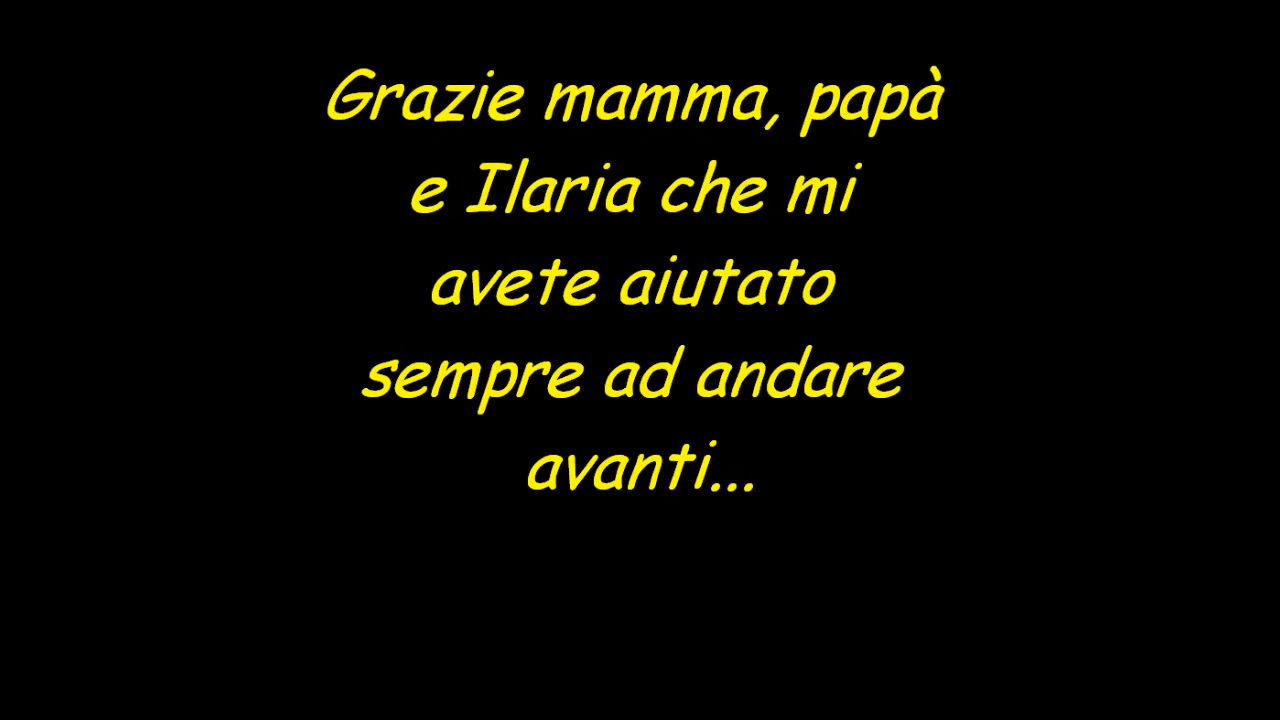 Grazie mamma, papà
e Ilaria che mi
avete aiutato
sempre ad andare
avanti...